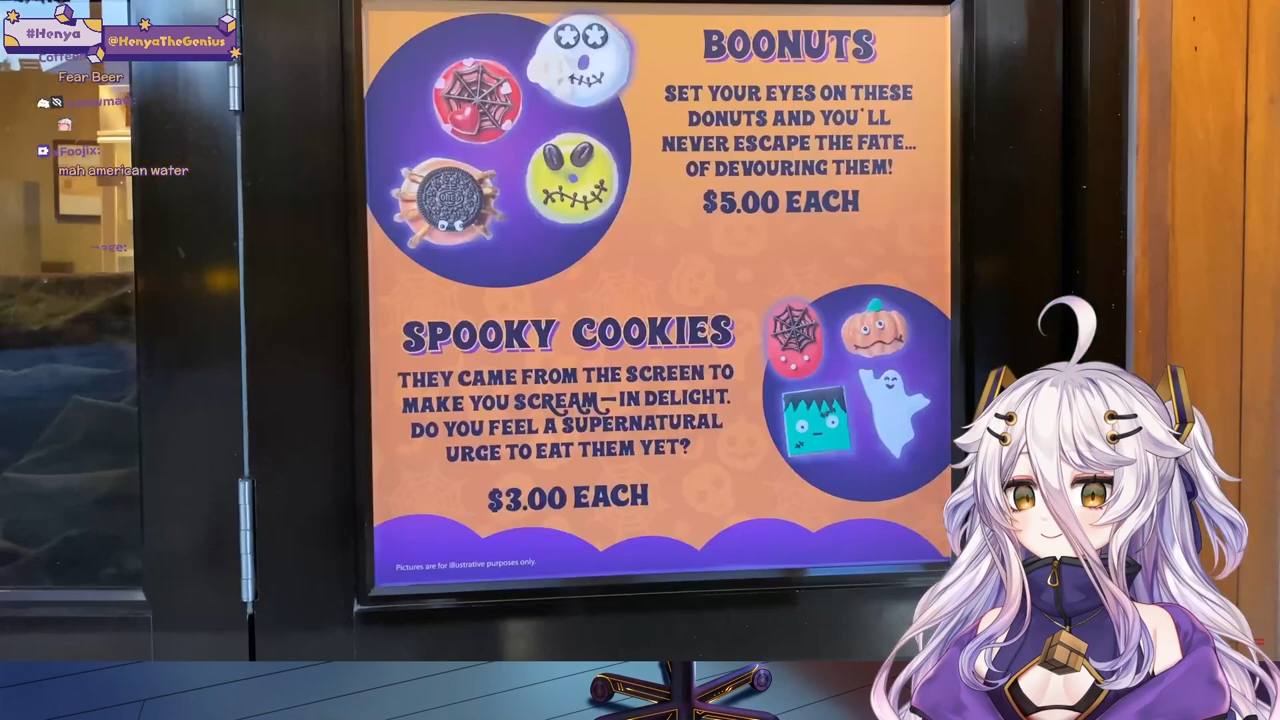 #Henya
@HenyaTheGenius
Fear Beer
Foojix:
mah american water
BOONUTS
SET YOUR EYES ON THESE
DONUTS AND YOU'LL
NEVER ESCAPE THE FATE...
OF DEVOURING THEM!
$5.00 EACH
OREO
SPOOKY COOKIES
THEY CAME FROM THE SCREEN TO
MAKE YOU SCREAM—IN DELIGHT.
DO YOU FEEL A SUPERNATURAL
URGE TO EAT THEM YET?
$3.00 EACH
Pictures are for illustrative purposes only.